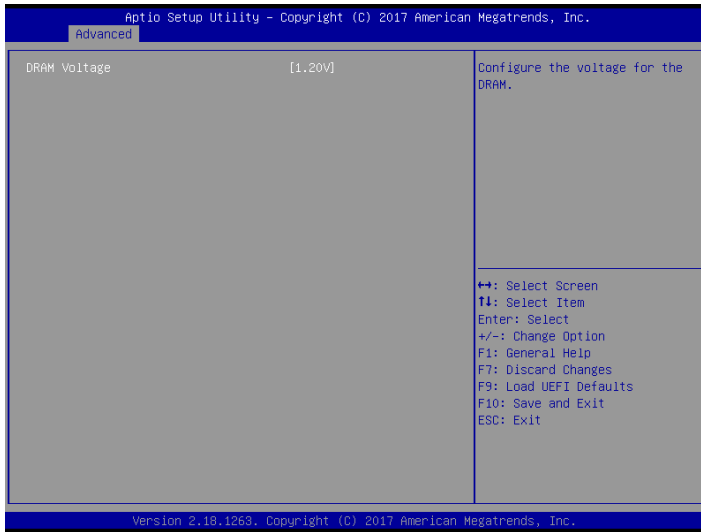 Aptio Setup Utility – Copyright (C) 2017 American Megatrends, Inc.
Advanced
DRAM Voltage [1.20V]
Configure the voltage for the
DRAM.
↔: Select Screen
↑↓: Select Item
Enter: Select
+/-: Change Option
F1: General Help
F7: Discard Changes
F9: Load UEFI Defaults
F10: Save and Exit
ESC: Exit
Version 2.18.1263. Copyright (C) 2017 American Megatrends, Inc.